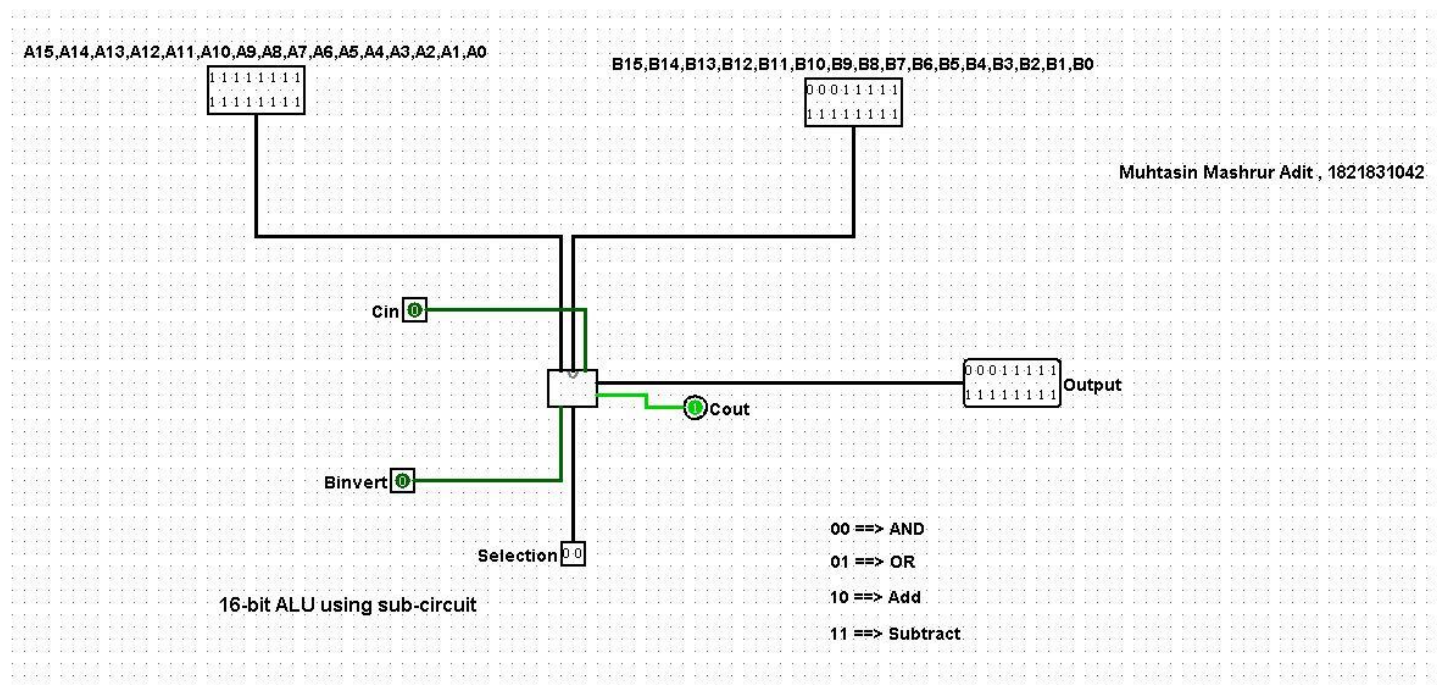 A15,A14,A13,A12,A11,A10,A9,A8,A7,A6,A5,A4,A3,A2,A1,A0
1 1 1 1 1 1 1 1
1 1 1 1 1 1 1 1
B15,B14,B13,B12,B11,B10,B9,B8,B7,B6,B5,B4,B3,B2,B1,B0
0 0 0 1 1 1 1 1
1 1 1 1 1 1 1 1
Muhtasin Mashrur Adit , 1821831042
Cin 0
0 0 0 1 1 1 1 1
1 1 1 1 1 1 1 1
Output
1 Cout
Binvert 0
Selection 0 0
00 ==> AND
01 ==> OR
10 ==> Add
11 ==> Subtract
16-bit ALU using sub-circuit